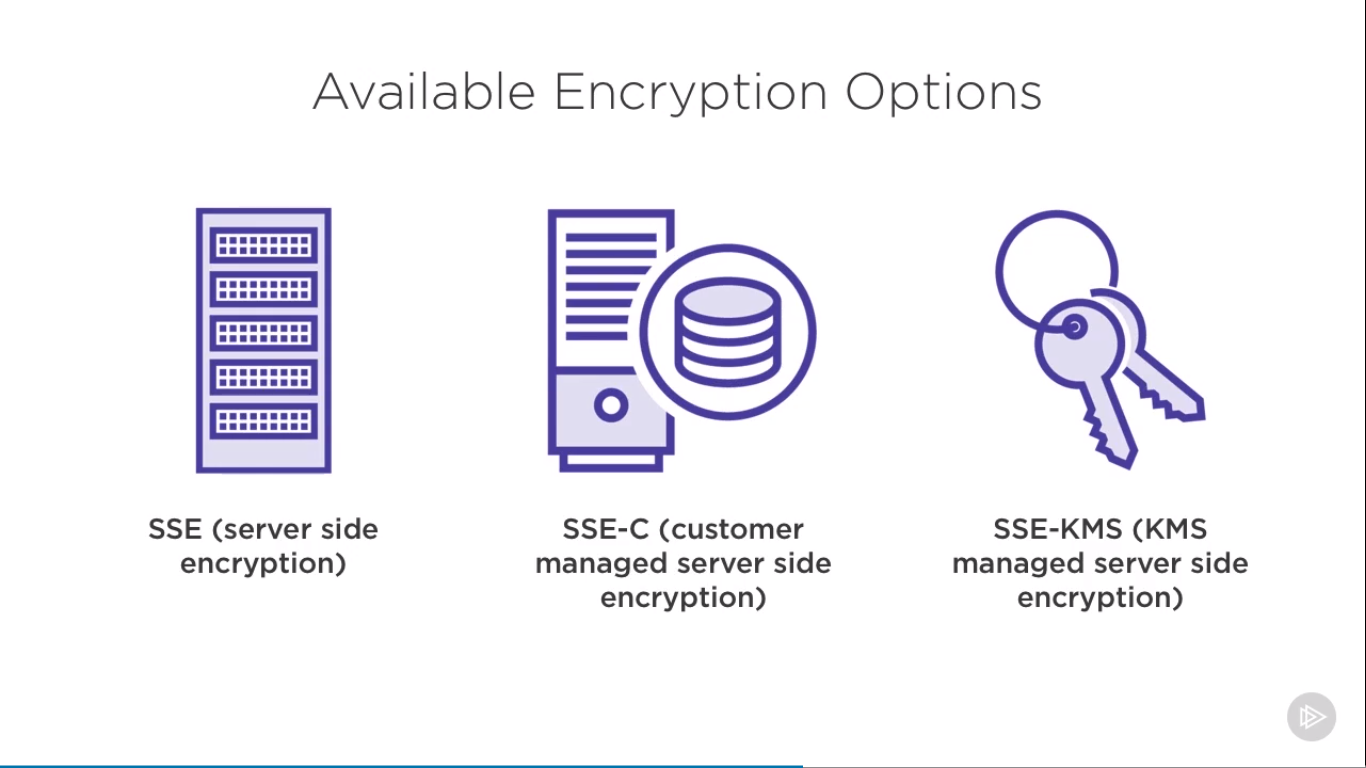 Available Encryption Options
SSE (server side
encryption)
SSE-C (customer
managed server side
encryption)
SSE-KMS (KMS
managed server side
encryption)